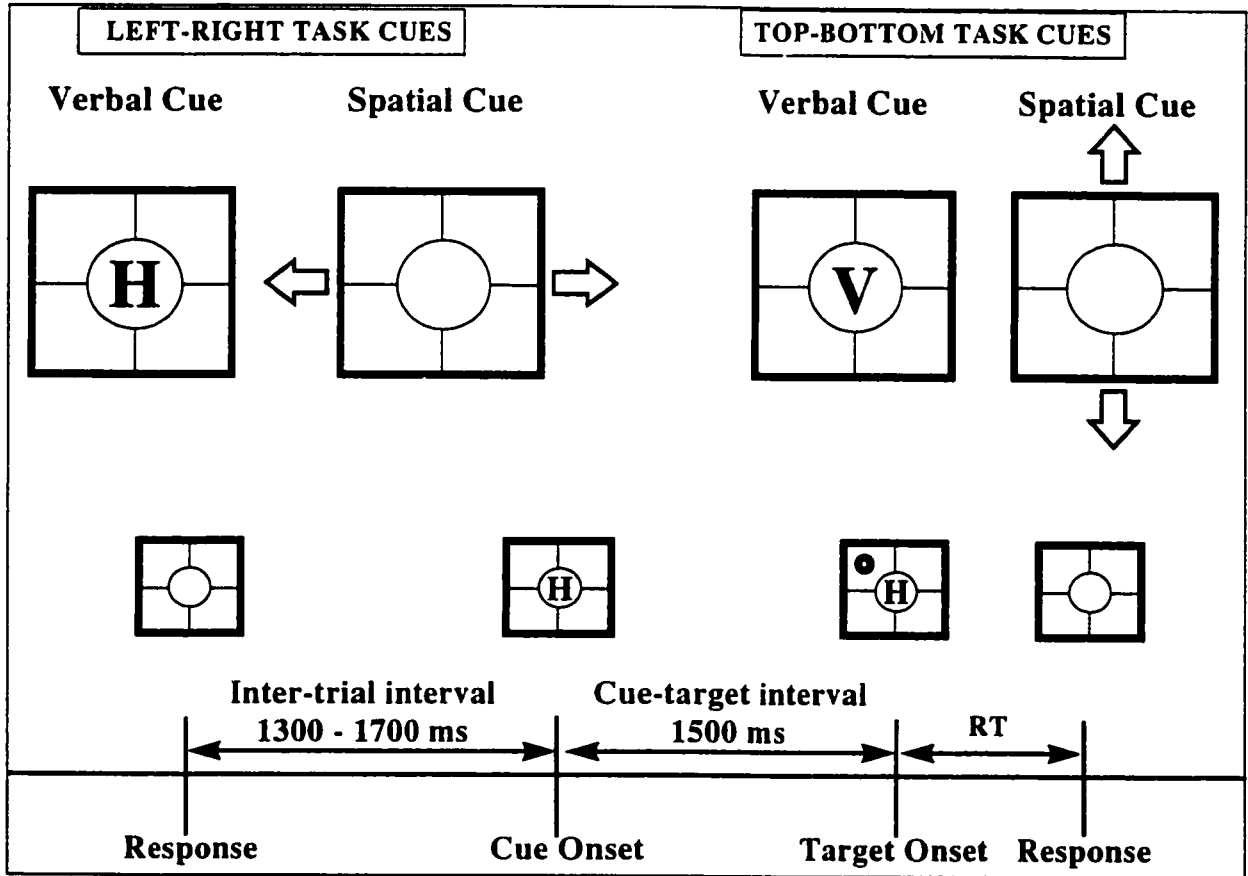 LEFT-RIGHT TASK CUES
TOP-BOTTOM TASK CUES
Verbal Cue
Spatial Cue
Verbal Cue
Spatial Cue
H
V
H
H
Inter-trial interval
1300 - 1700 ms
Cue-target interval
1500 ms
RT
Response
Cue Onset
Target Onset
Response